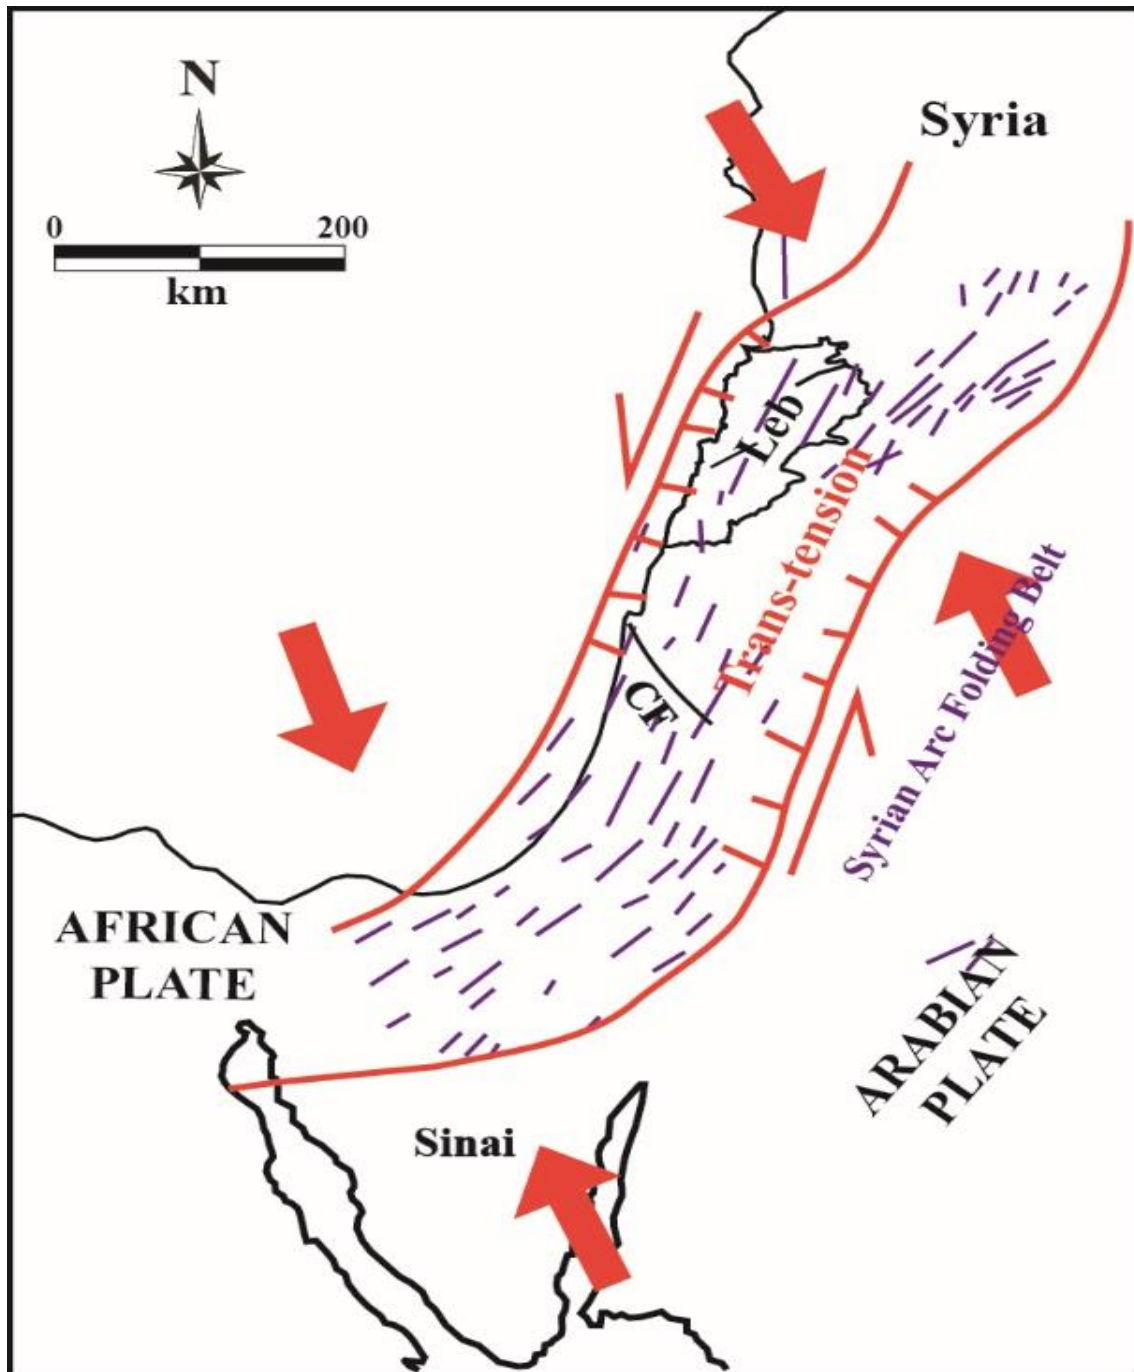 N
Syria
0 200
km
Leb
Trans-tension
Syrian Arc Folding Belt
CF
AFRICAN
PLATE
ARABIAN
PLATE
Sinai